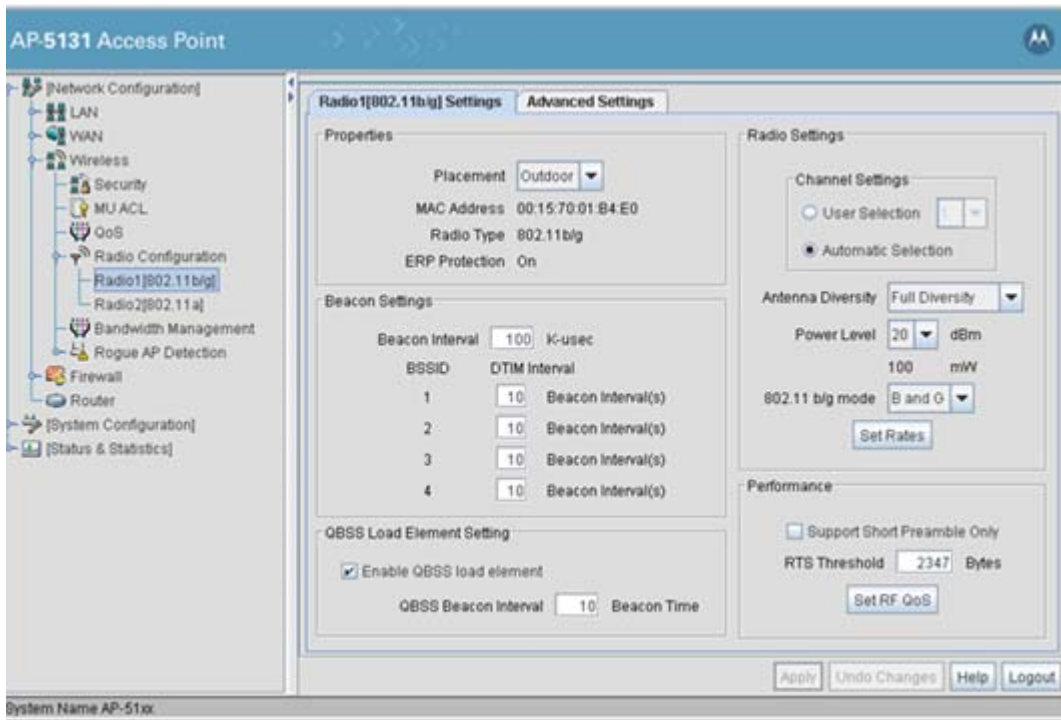 AP-5131 Access Point
[Network Configuration]
LAN
WAN
Wireless
Security
MU ACL
QoS
Radio Configuration
Radio1[802.11b/g]
Radio2[802.11a]
Bandwidth Management
Rogue AP Detection
Firewall
Router
[System Configuration]
[Status & Statistics]
Radio1[802.11b/g] Settings
Advanced Settings
Properties
Placement Outdoor
MAC Address 00:15:70:01:B4:E0
Radio Type 802.11b/g
ERP Protection On
Beacon Settings
Beacon Interval 100 K-usec
BSSID DTIM Interval
1 10 Beacon Interval(s)
2 10 Beacon Interval(s)
3 10 Beacon Interval(s)
4 10 Beacon Interval(s)
QBSS Load Element Setting
Enable QBSS load element
QBSS Beacon Interval 10 Beacon Time
Radio Settings
Channel Settings
User Selection 1
Automatic Selection
Antenna Diversity Full Diversity
Power Level 20 dBm
100 mW
802.11 b/g mode B and G
Set Rates
Performance
Support Short Preamble Only
RTS Threshold 2347 Bytes
Set RF QoS
Apply Undo Changes Help Logout
System Name AP-51xx